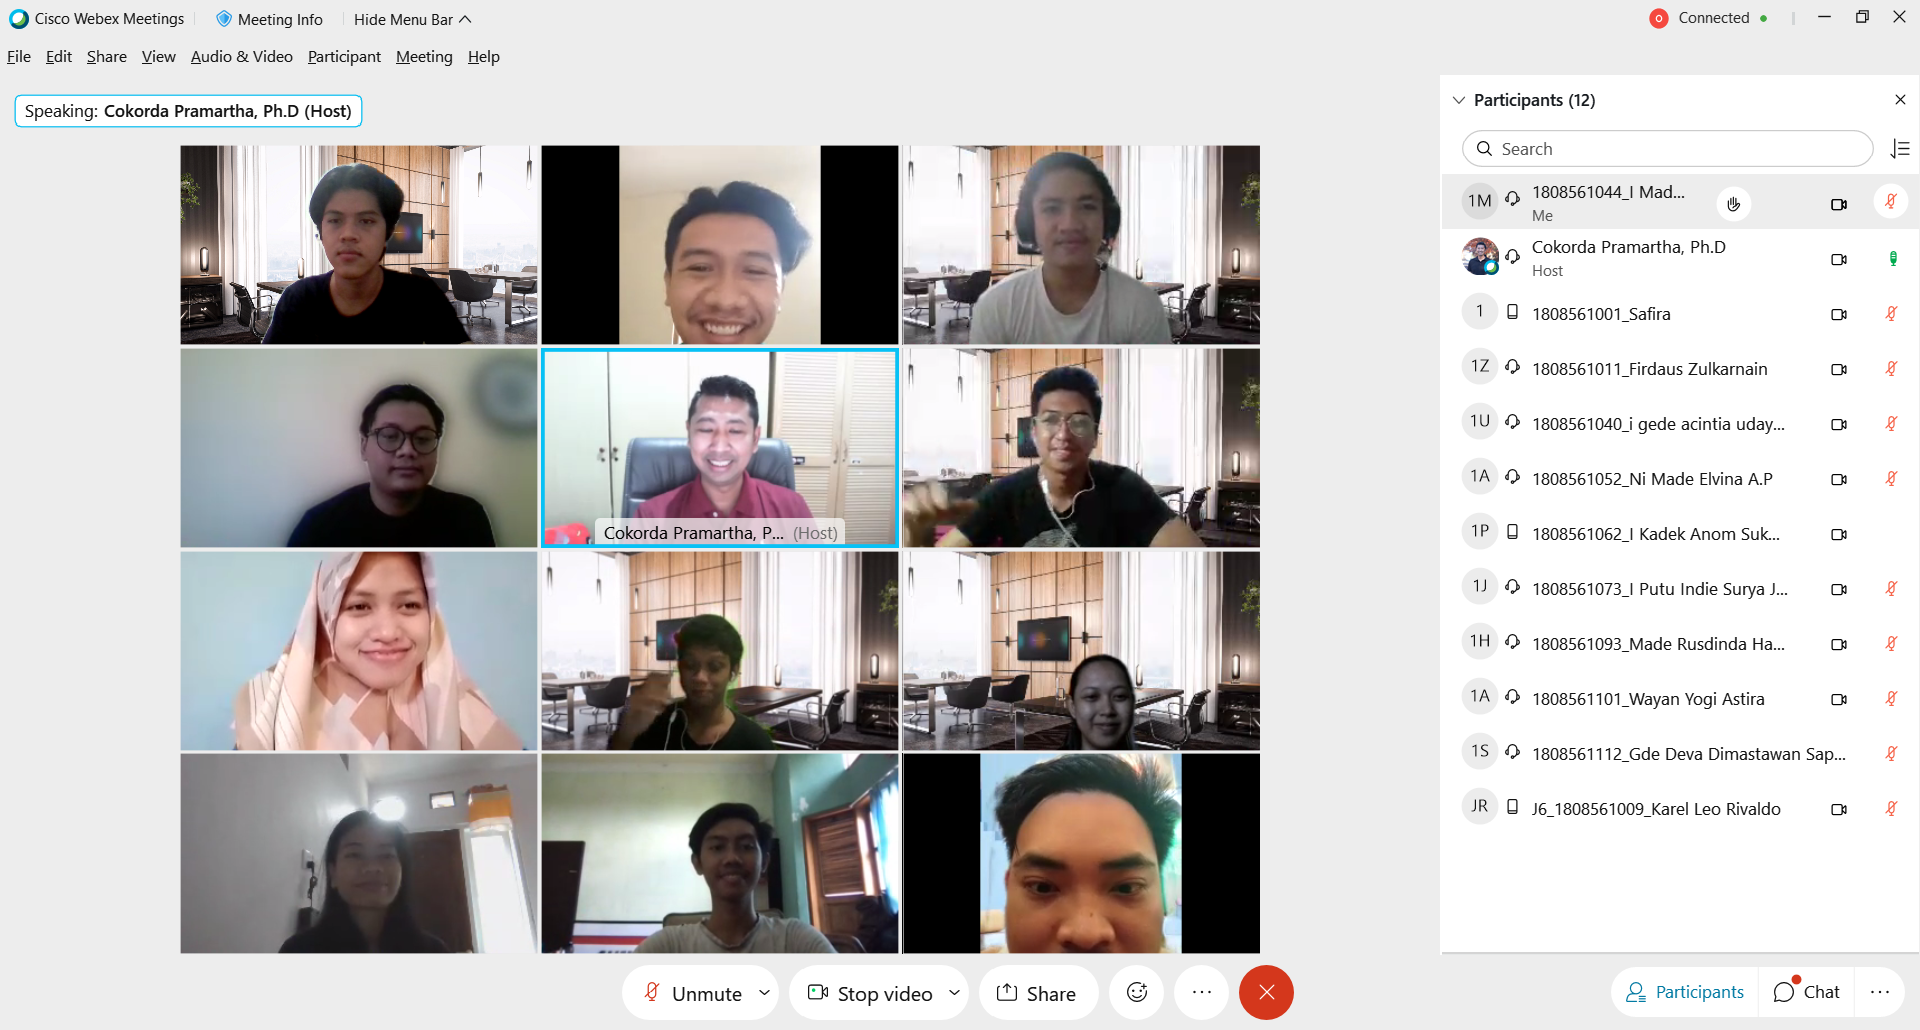 Cisco Webex Meetings Meeting Info Hide Menu Bar
Connected
File Edit Share View Audio & Video Participant Meeting Help
Speaking: Cokorda Pramartha, Ph.D (Host)
Cokorda Pramartha, P... (Host)
Participants (12)
Search
1M 1808561044_I Mad...
Me
Cokorda Pramartha, Ph.D
Host
1 1808561001_Safira
1Z 1808561011_Firdaus Zulkarnain
1U 1808561040_i gede acintia uday...
1A 1808561052_Ni Made Elvina A.P
1P 1808561062_I Kadek Anom Suk...
1J 1808561073_I Putu Indie Surya J...
1H 1808561093_Made Rusdinda Ha...
1A 1808561101_Wayan Yogi Astira
1S 1808561112_Gde Deva Dimastawan Sap...
JR J6_1808561009_Karel Leo Rivaldo
Unmute Stop video Share
Participants Chat